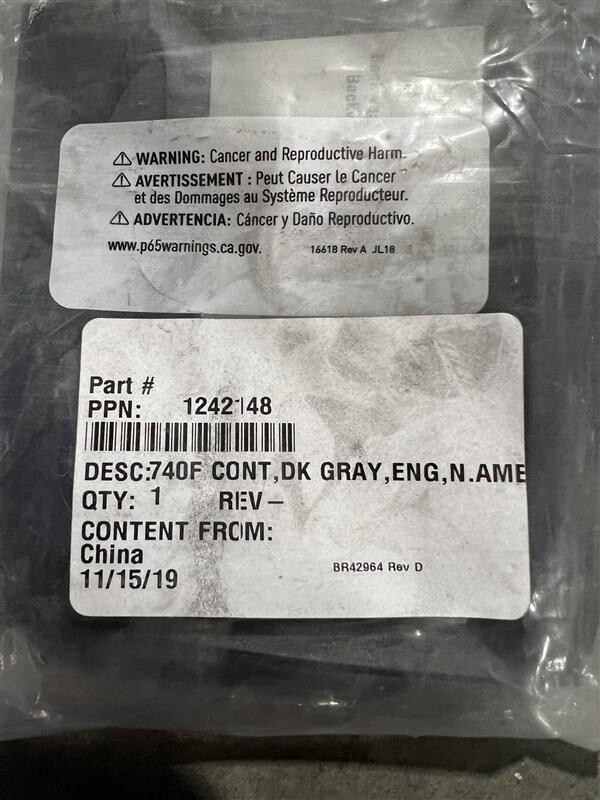 ⚠ WARNING: Cancer and Reproductive Harm.
⚠ AVERTISSEMENT : Peut Causer le Cancer
et des Dommages au Système Reproducteur.
⚠ ADVERTENCIA: Cáncer y Daño Reproductivo.
www.p65warnings.ca.gov. 16618 Rev A JL18
Part #
PPN: 1242148
DESC:740F CONT,DK GRAY,ENG,N.AME
QTY: 1 REV –
CONTENT FROM:
China
11/15/19 BR42964 Rev D